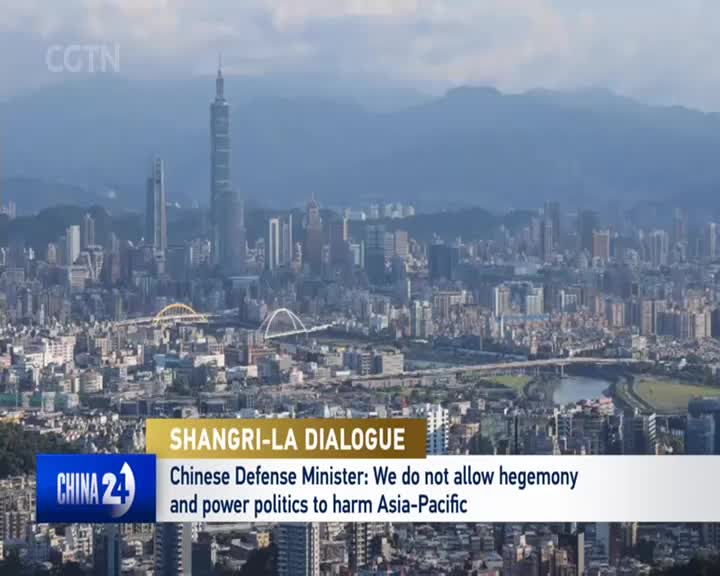 CGTN
SHANGRI-LA DIALOGUE
CHINA 24
Chinese Defense Minister: We do not allow hegemony
and power politics to harm Asia-Pacific